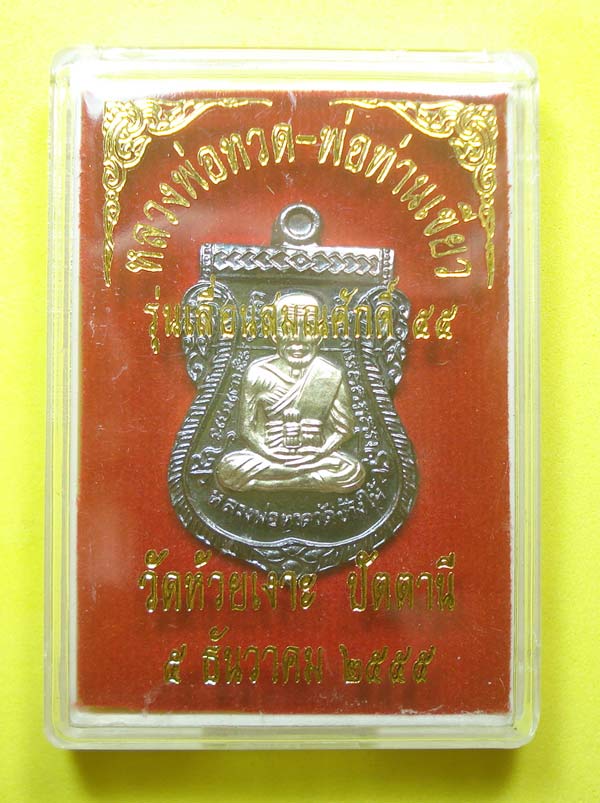 หลวงพ่อทวด-พ่อท่านเขียว
รุ่นเลื่อนสมณศักดิ์ ๕๕
หลวงพ่อทวดวัดช้างให้
วัดห้วยเงาะ ปัตตานี
๕ ธันวาคม ๒๕๕๕